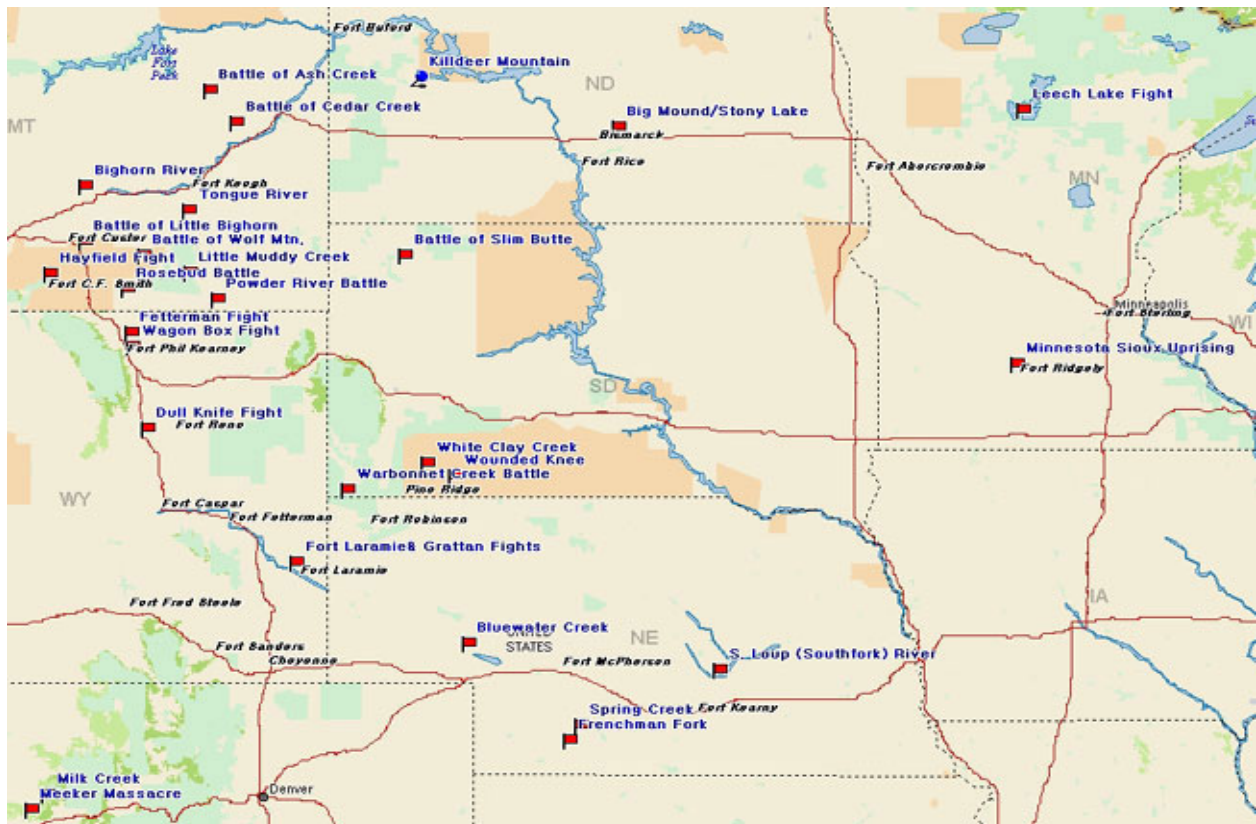 Fort Buford
Lake
Fort
Peck
Killdeer Mountain
Battle of Ash Creek
ND
Leech Lake Fight
Battle of Cedar Creek
Big Mound/Stony Lake
MT
Bismarck
Fort Rice
Fort Abercrombie
MN
Bighorn River
Fort Keogh
Tongue River
Battle of Little Bighorn
Fort Custer
Battle of Wolf Mtn.
Battle of Slim Butte
Hayfield Fight
Little Muddy Creek
Rosebud Battle
Fort C.F. Smith
Powder River Battle
Minneapolis
Fort Sterling
WI
Fetterman Fight
Wagon Box Fight
Fort Phil Kearney
Minnesota Sioux Uprising
Fort Ridgely
SD
Dull Knife Fight
Fort Reno
White Clay Creek
Wounded Knee
Warbonnet Creek Battle
Pine Ridge
WY
Fort Caspar
Fort Fetterman
Fort Robinson
Fort Laramie& Grattan Fights
Fort Laramie
Fort Fred Steele
IA
Bluewater Creek
UNITED
STATES
NE
Fort Sanders
Cheyenne
Fort McPherson
S. Loup (Southfork) River
Spring Creek
Fort Kearny
Frenchman Fork
Milk Creek
Meeker Massacre
Denver